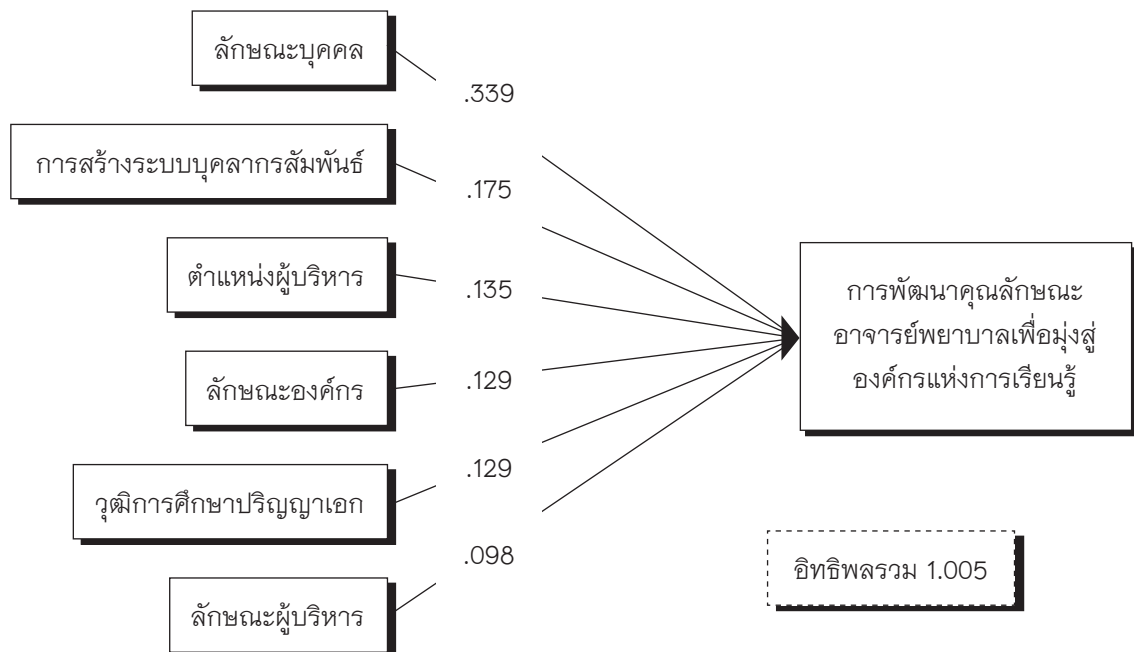 ลักษณะบุคคล
.339
การสร้างระบบบุคลากรสัมพันธ์
.175
ตำแหน่งผู้บริหาร
.135
ลักษณะองค์กร
.129
วุฒิการศึกษาปริญญาเอก
.129
ลักษณะผู้บริหาร
.098
การพัฒนาคุณลักษณะ
อาจารย์พยาบาลเพื่อมุ่งสู่
องค์กรแห่งการเรียนรู้
อิทธิพลรวม 1.005